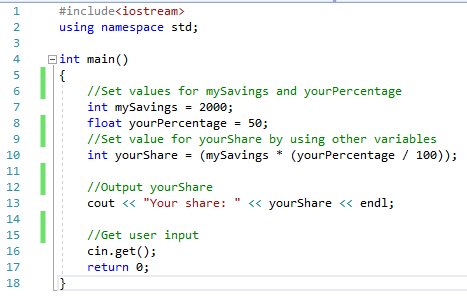 1 #include<iostream>
2 using namespace std;
3
4 int main()
5 {
6 //Set values for mySavings and yourPercentage
7 int mySavings = 2000;
8 float yourPercentage = 50;
9 //Set value for yourShare by using other variables
10 int yourShare = (mySavings * (yourPercentage / 100));
11
12 //Output yourShare
13 cout << "Your share: " << yourShare << endl;
14
15 //Get user input
16 cin.get();
17 return 0;
18 }